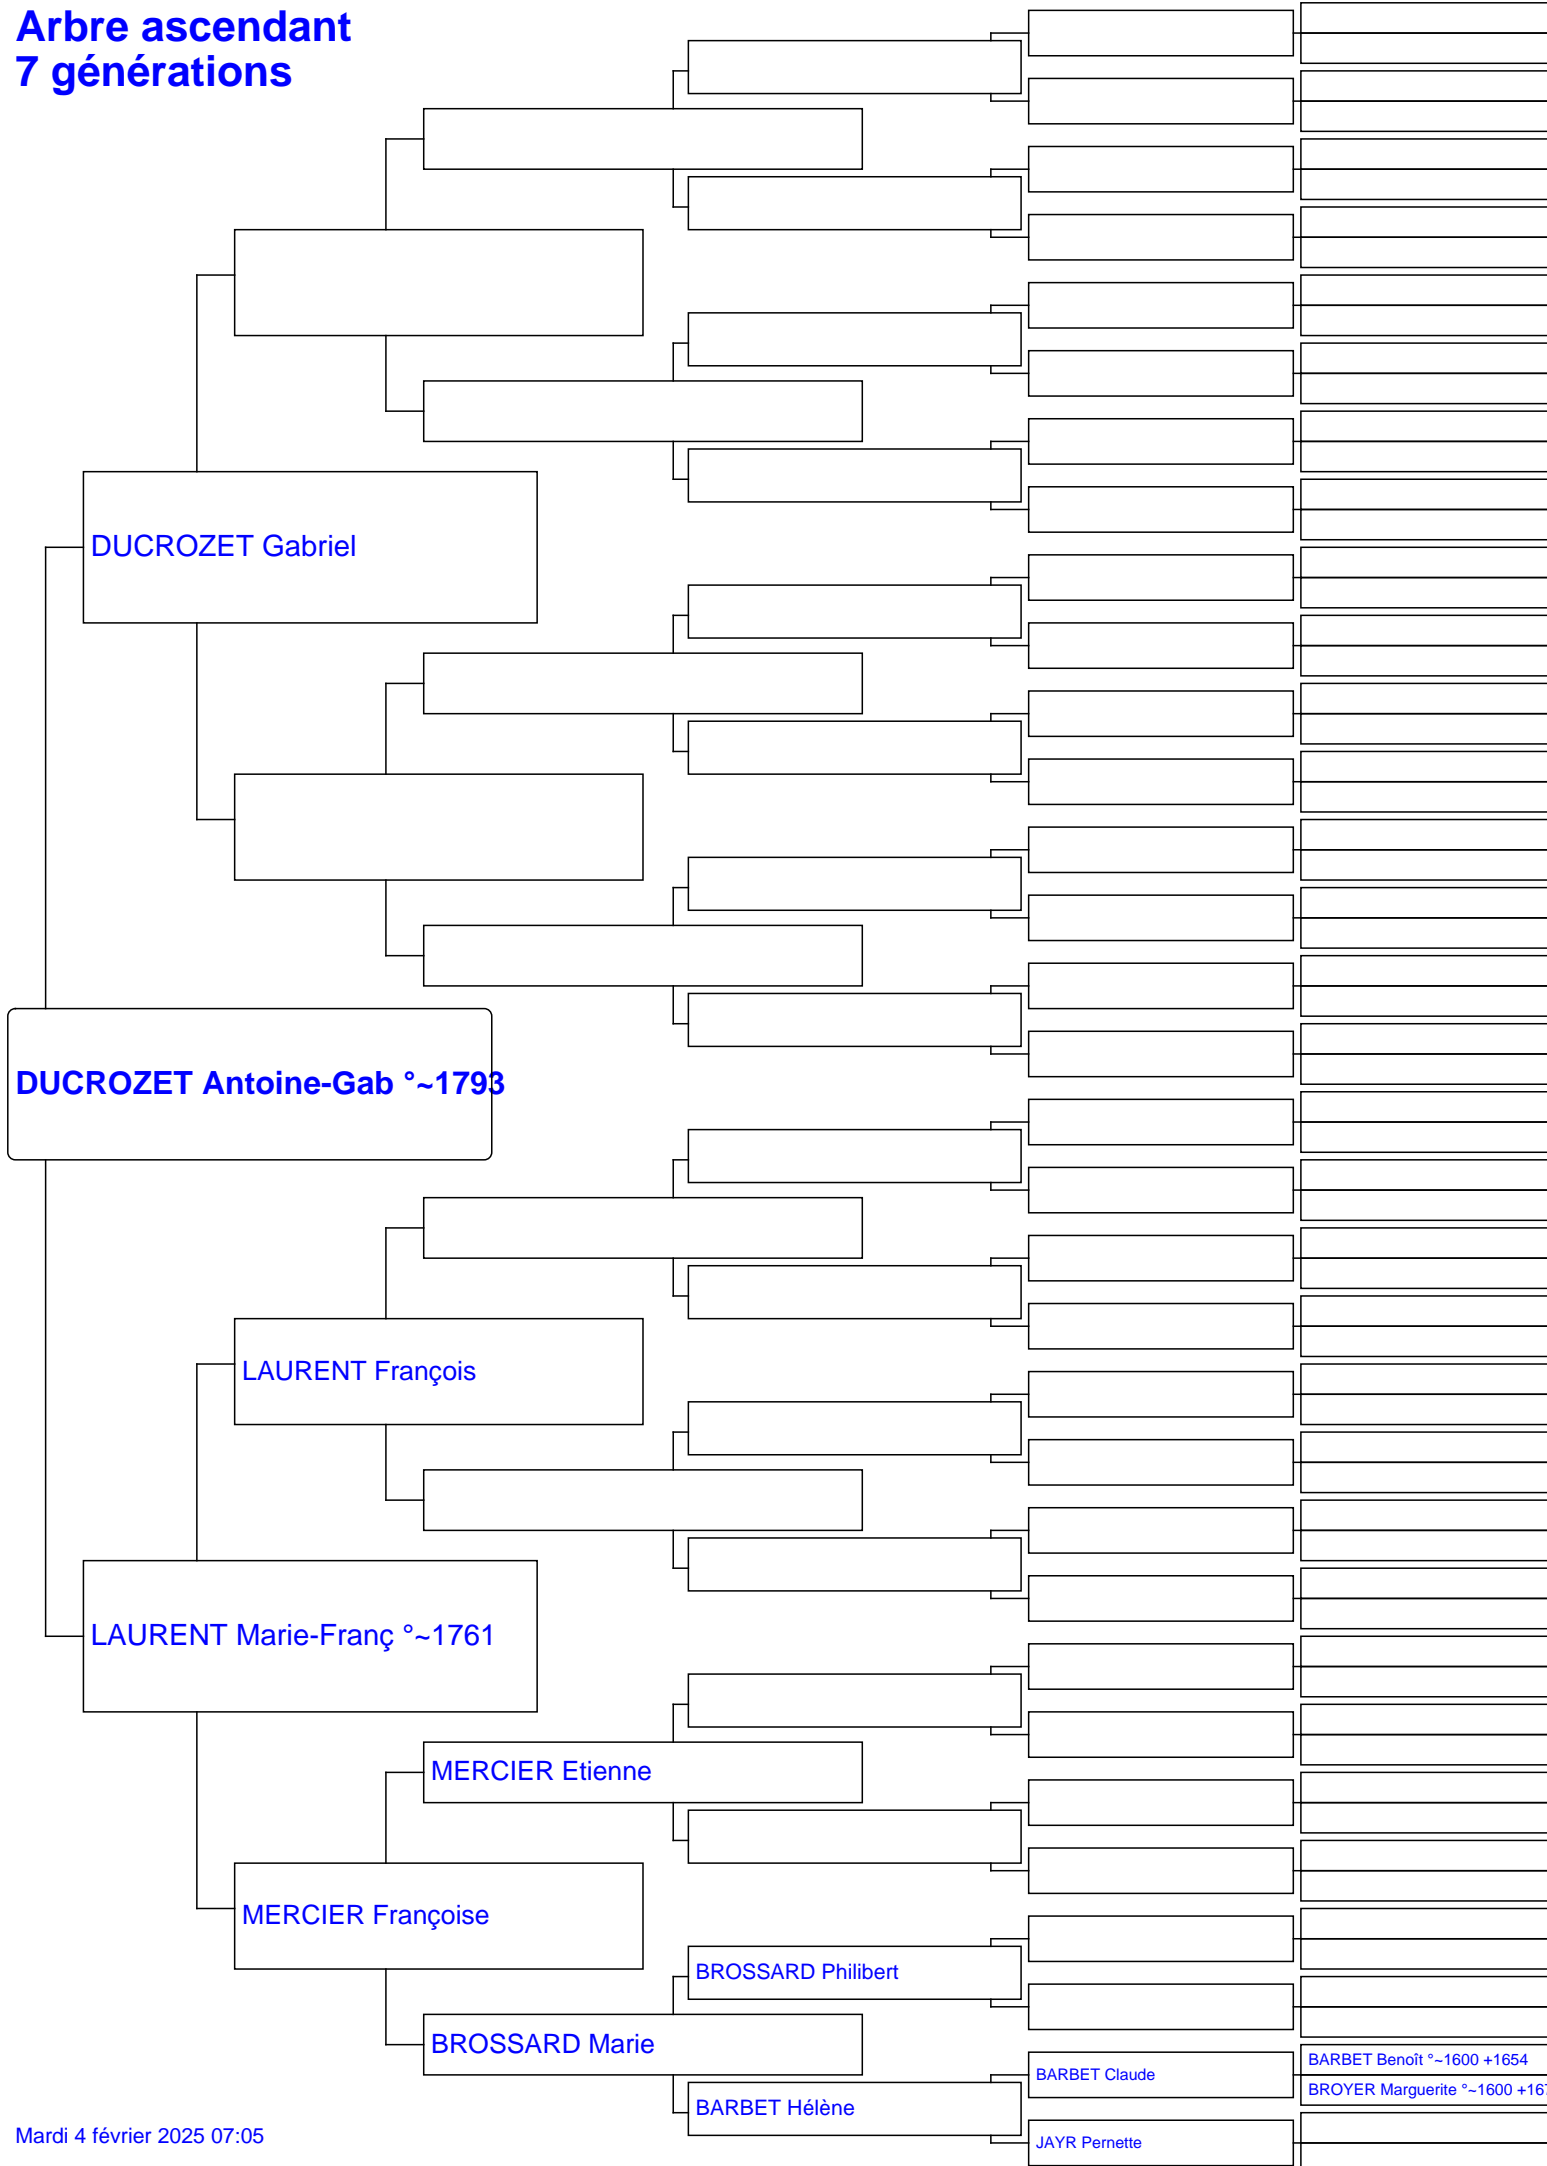 Arbre ascendant
7 générations
DUCROZET Gabriel
DUCROZET Antoine-Gab °~1793
LAURENT François
LAURENT Marie-Franç °~1761
MERCIER Etienne
MERCIER Françoise
BROSSARD Philibert
BROSSARD Marie
BARBET Benoît °~1600 +1654
BARBET Claude
BROYER Marguerite °~1600
BARBET Hélène
JAYR Pernette
Mardi 4 février 2025 07:05